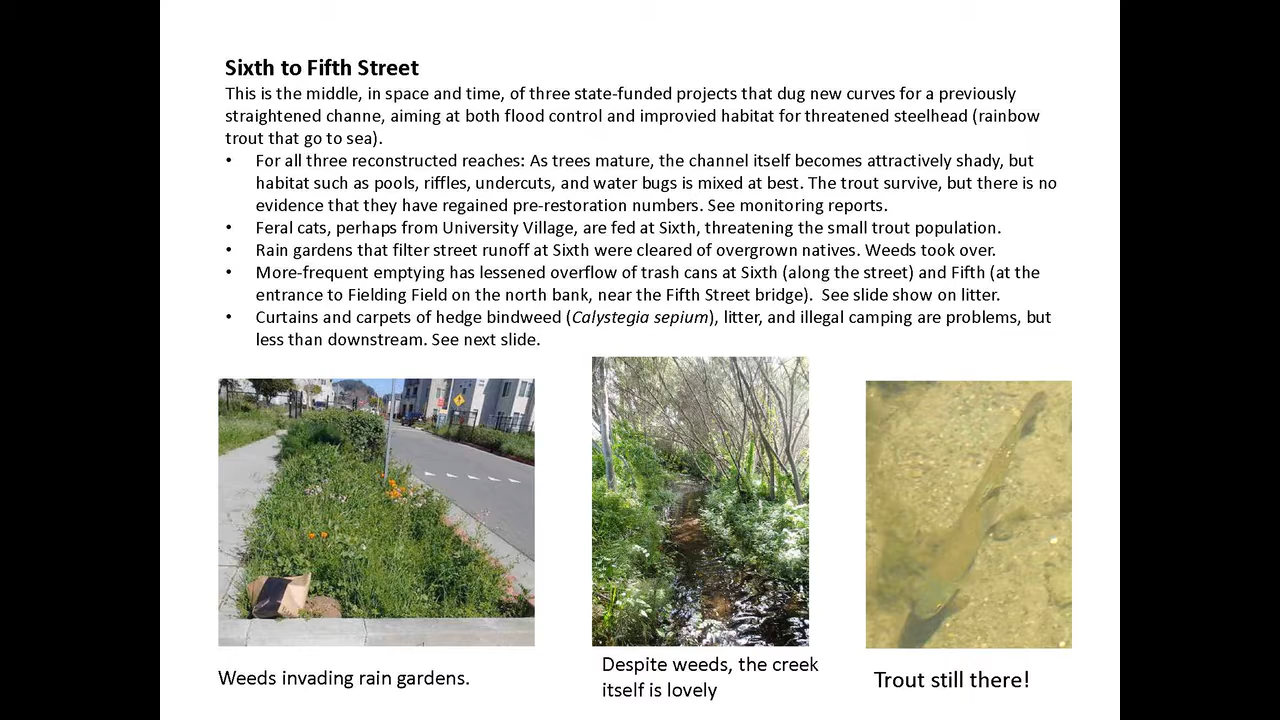 Sixth to Fifth Street
This is the middle, in space and time, of three state-funded projects that dug new curves for a previously
straightened channe, aiming at both flood control and improvied habitat for threatened steelhead (rainbow
trout that go to sea).
• For all three reconstructed reaches: As trees mature, the channel itself becomes attractively shady, but
habitat such as pools, riffles, undercuts, and water bugs is mixed at best. The trout survive, but there is no
evidence that they have regained pre-restoration numbers. See monitoring reports.
• Feral cats, perhaps from University Village, are fed at Sixth, threatening the small trout population.
• Rain gardens that filter street runoff at Sixth were cleared of overgrown natives. Weeds took over.
• More-frequent emptying has lessened overflow of trash cans at Sixth (along the street) and Fifth (at the
entrance to Fielding Field on the north bank, near the Fifth Street bridge).  See slide show on litter.
• Curtains and carpets of hedge bindweed (Calystegia sepium), litter, and illegal camping are problems, but
less than downstream. See next slide.
Weeds invading rain gardens.
Despite weeds, the creek
itself is lovely
Trout still there!